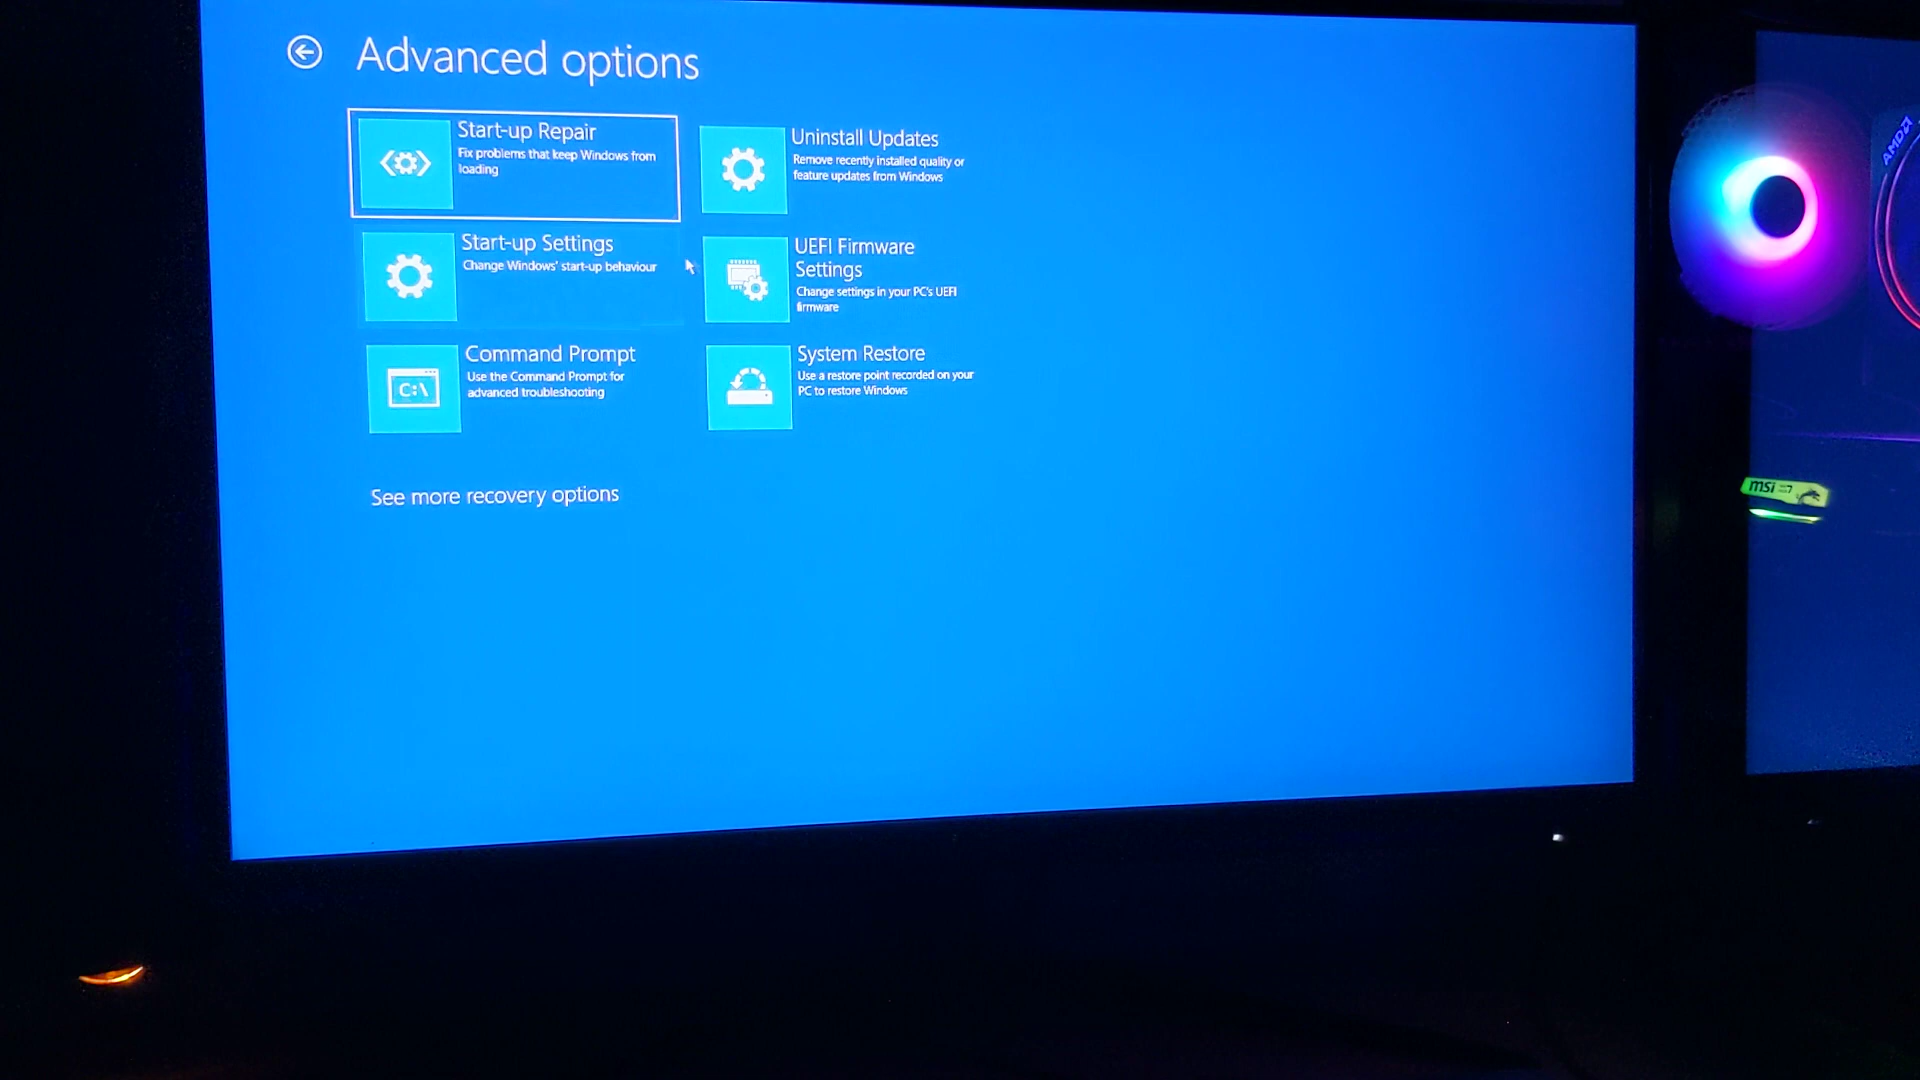 Advanced options
Start-up Repair
Fix problems that keep Windows from
loading
Uninstall Updates
Remove recently installed quality or
feature updates from Windows
Start-up Settings
Change Windows' start-up behaviour
UEFI Firmware
Settings
Change settings in your PC's UEFI
firmware
Command Prompt
Use the Command Prompt for
advanced troubleshooting
C:\
System Restore
Use a restore point recorded on your
PC to restore Windows
See more recovery options
AMD
msi